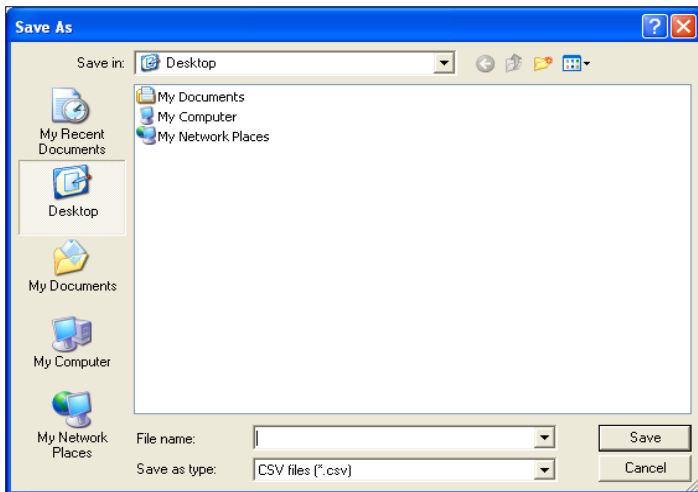 Save As
Save in: Desktop
My Recent
Documents
Desktop
My Documents
My Computer
My Network
Places
My Documents
My Computer
My Network Places
File name:
Save
Save as type: CSV files (*.csv)
Cancel